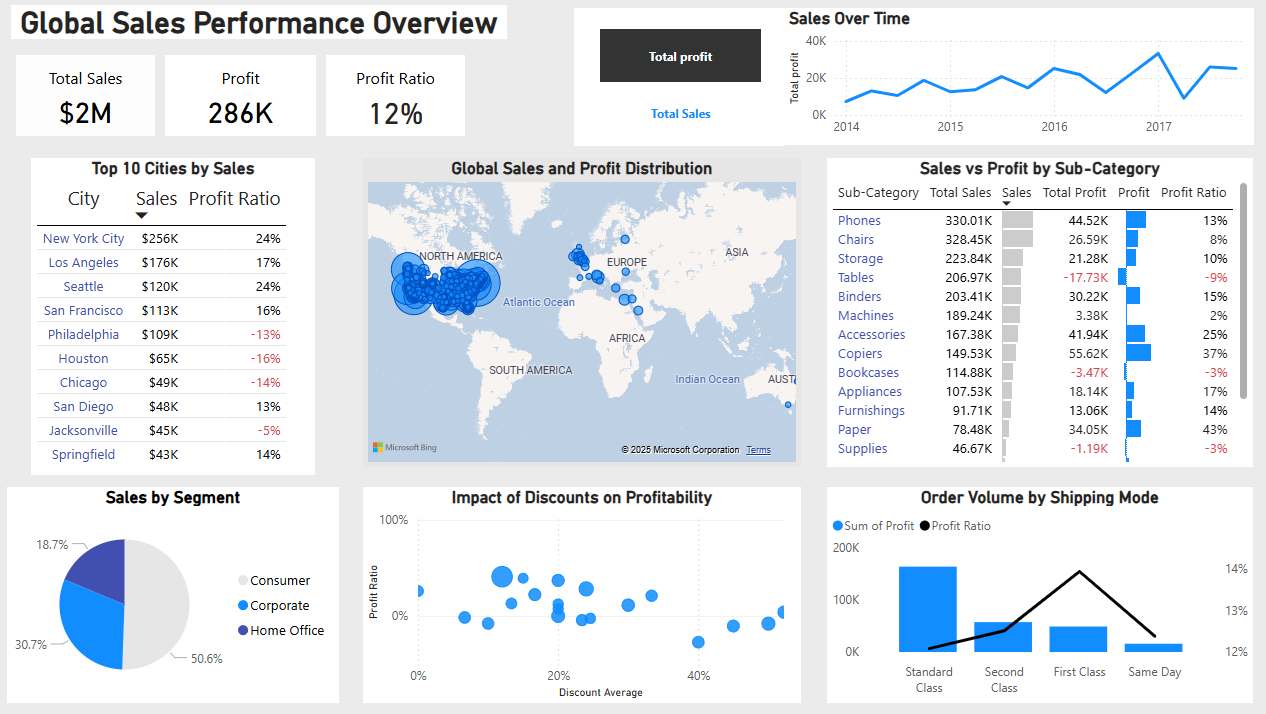 Global Sales Performance Overview
Total Sales
$2M
Profit
286K
Profit Ratio
12%
Total profit
Total Sales
Sales Over Time
Total profit
40K
20K
0K
2014 2015 2016 2017
Top 10 Cities by Sales
City Sales Profit Ratio
New York City $256K 24%
Los Angeles $176K 17%
Seattle $120K 24%
San Francisco $113K 16%
Philadelphia $109K -13%
Houston $65K -16%
Chicago $49K -14%
San Diego $48K 13%
Jacksonville $45K -5%
Springfield $43K 14%
Global Sales and Profit Distribution
NORTH AMERICA
EUROPE
ASIA
Atlantic Ocean
AFRICA
SOUTH AMERICA
Indian Ocean
AUST
Microsoft Bing
© 2025 Microsoft Corporation Terms
Sales vs Profit by Sub-Category
Sub-Category Total Sales Sales Total Profit Profit Profit Ratio
Phones 330.01K 44.52K 13%
Chairs 328.45K 26.59K 8%
Storage 223.84K 21.28K 10%
Tables 206.97K -17.73K -9%
Binders 203.41K 30.22K 15%
Machines 189.24K 3.38K 2%
Accessories 167.38K 41.94K 25%
Copiers 149.53K 55.62K 37%
Bookcases 114.88K -3.47K -3%
Appliances 107.53K 18.14K 17%
Furnishings 91.71K 13.06K 14%
Paper 78.48K 34.05K 43%
Supplies 46.67K -1.19K -3%
Sales by Segment
18.7%
30.7%
50.6%
Consumer
Corporate
Home Office
Impact of Discounts on Profitability
Profit Ratio
100%
0%
0% 20% 40%
Discount Average
Order Volume by Shipping Mode
Sum of Profit Profit Ratio
200K
100K
0K
14%
13%
12%
Standard Class
Second Class
First Class
Same Day